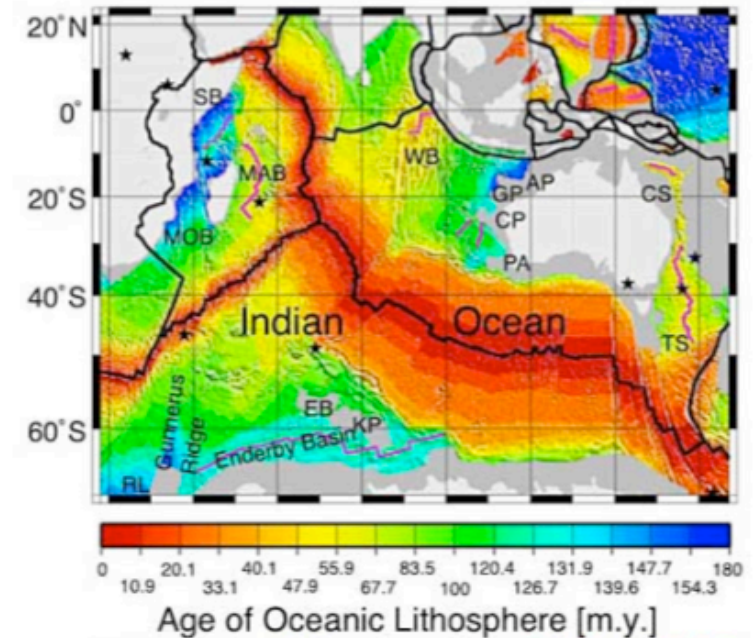 20°N
SB
0°
WB
MAB
GP AP
CS
20°S
CP
MOB
PA
40°S
Indian Ocean
TS
EB
KP
60°S
Gunnerus Ridge
Enderby Basin
RL
0 20.1 40.1 55.9 83.5 120.4 131.9 147.7 180
10.9 33.1 47.9 67.7 100 126.7 139.6 154.3
Age of Oceanic Lithosphere [m.y.]